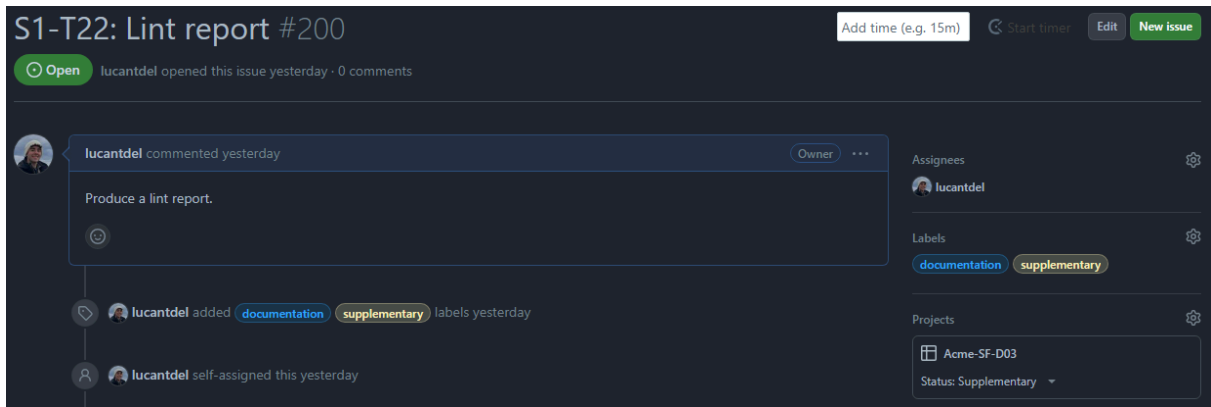 S1-T22: Lint report #200
Add time (e.g. 15m)
Start timer
Edit
New issue
Open
lucantdel opened this issue yesterday · 0 comments
lucantdel commented yesterday
Owner
Produce a lint report.
lucantdel added documentation supplementary labels yesterday
lucantdel self-assigned this yesterday
Assignees
lucantdel
Labels
documentation supplementary
Projects
Acme-SF-D03
Status: Supplementary